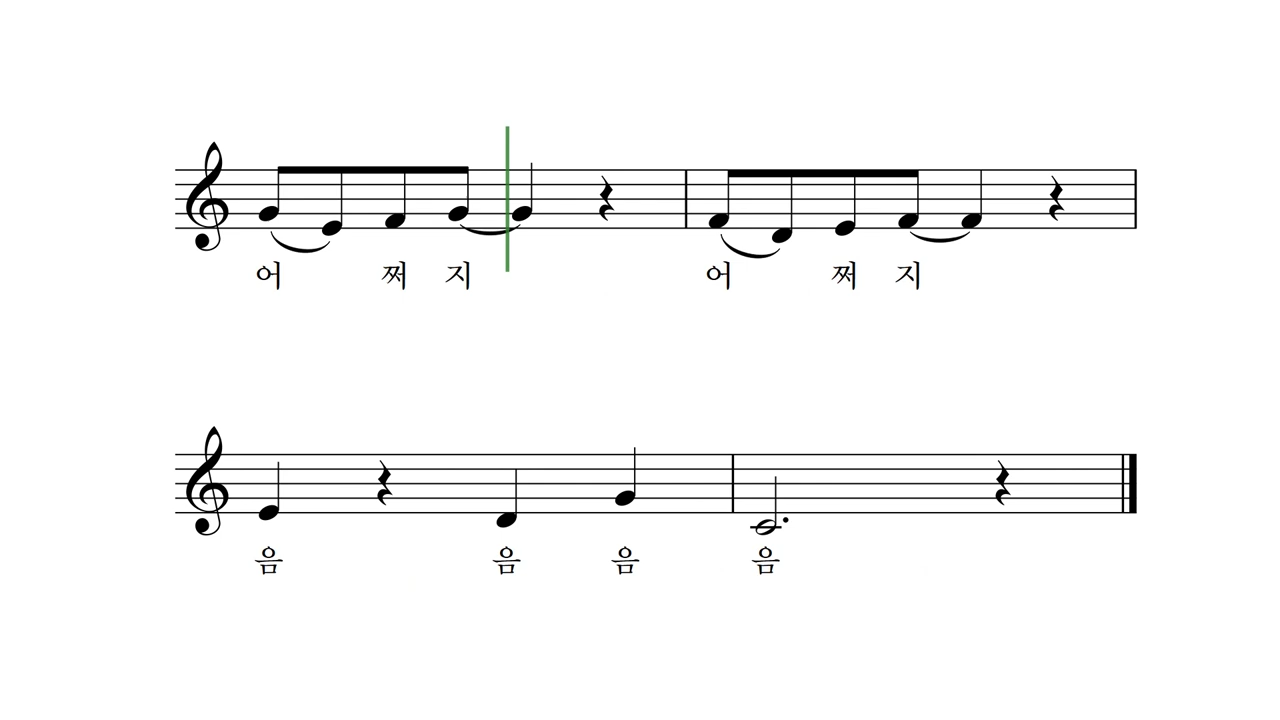 어 쩌 지 어 쩌 지
음 음 음 음